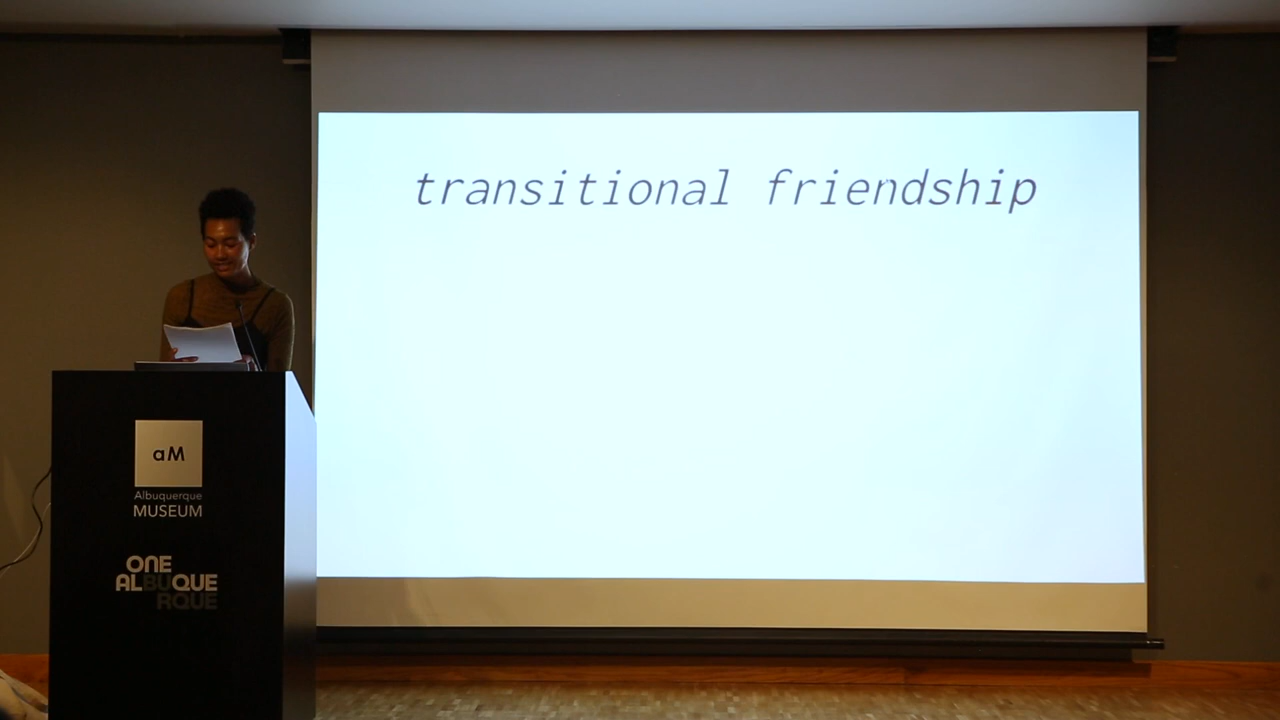 transitional friendship
aM
Albuquerque
MUSEUM
ONE
ALBUQUE
RQUE